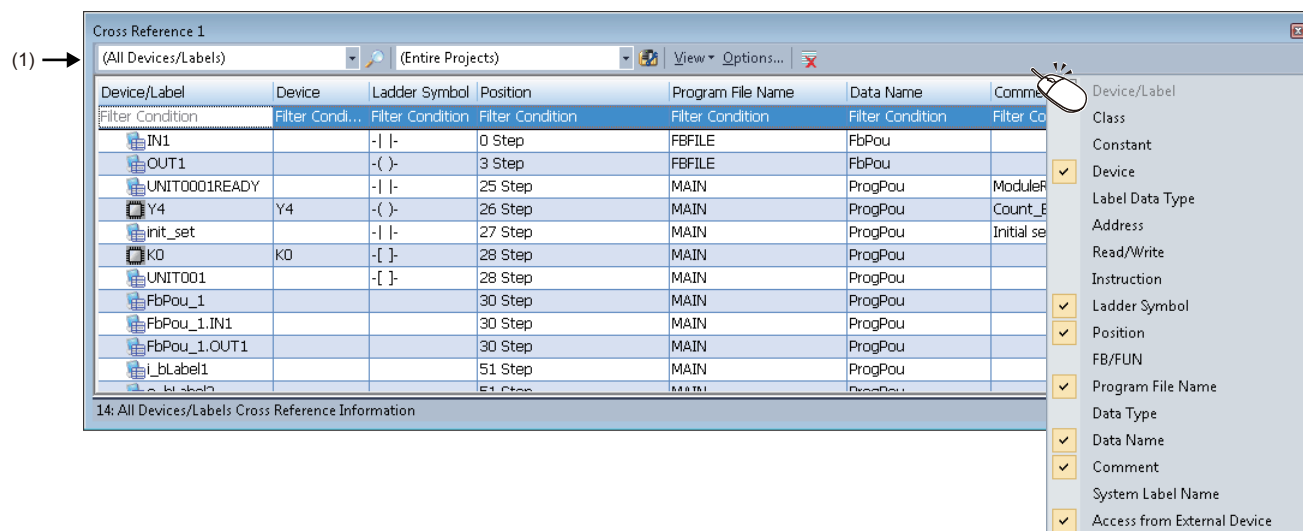 Cross Reference 1
(1)
(All Devices/Labels) (Entire Projects) View Options...
Device/Label Device Ladder Symbol Position Program File Name Data Name
Filter Condition Filter Condi... Filter Condition Filter Condition Filter Condition Filter Condition Filter Co
IN1 -| |- 0 Step FBFILE FbPou
OUT1 -( )- 3 Step FBFILE FbPou
UNIT0001READY -| |- 25 Step MAIN ProgPou
Y4 Y4 -( )- 26 Step MAIN ProgPou
init_set -| |- 27 Step MAIN ProgPou Initial se
K0 K0 -[ ]- 28 Step MAIN ProgPou
UNIT001 -[ ]- 28 Step MAIN ProgPou
FbPou_1 30 Step MAIN ProgPou
FbPou_1.IN1 30 Step MAIN ProgPou
FbPou_1.OUT1 30 Step MAIN ProgPou
i_bLabel1 51 Step MAIN ProgPou
14: All Devices/Labels Cross Reference Information
Device/Label
Class
Constant
Device
Label Data Type
Address
Read/Write
Instruction
Ladder Symbol
Position
FB/FUN
Program File Name
Data Type
Data Name
Comment
System Label Name
Access from External Device